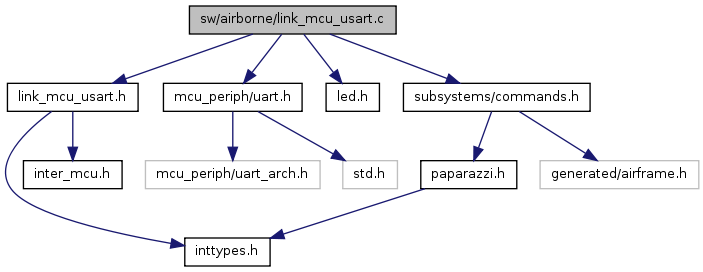 sw/airborne/link_mcu_usart.c
link_mcu_usart.h
mcu_periph/uart.h
led.h
subsystems/commands.h
inter_mcu.h
mcu_periph/uart_arch.h
std.h
paparazzi.h
generated/airframe.h
inttypes.h